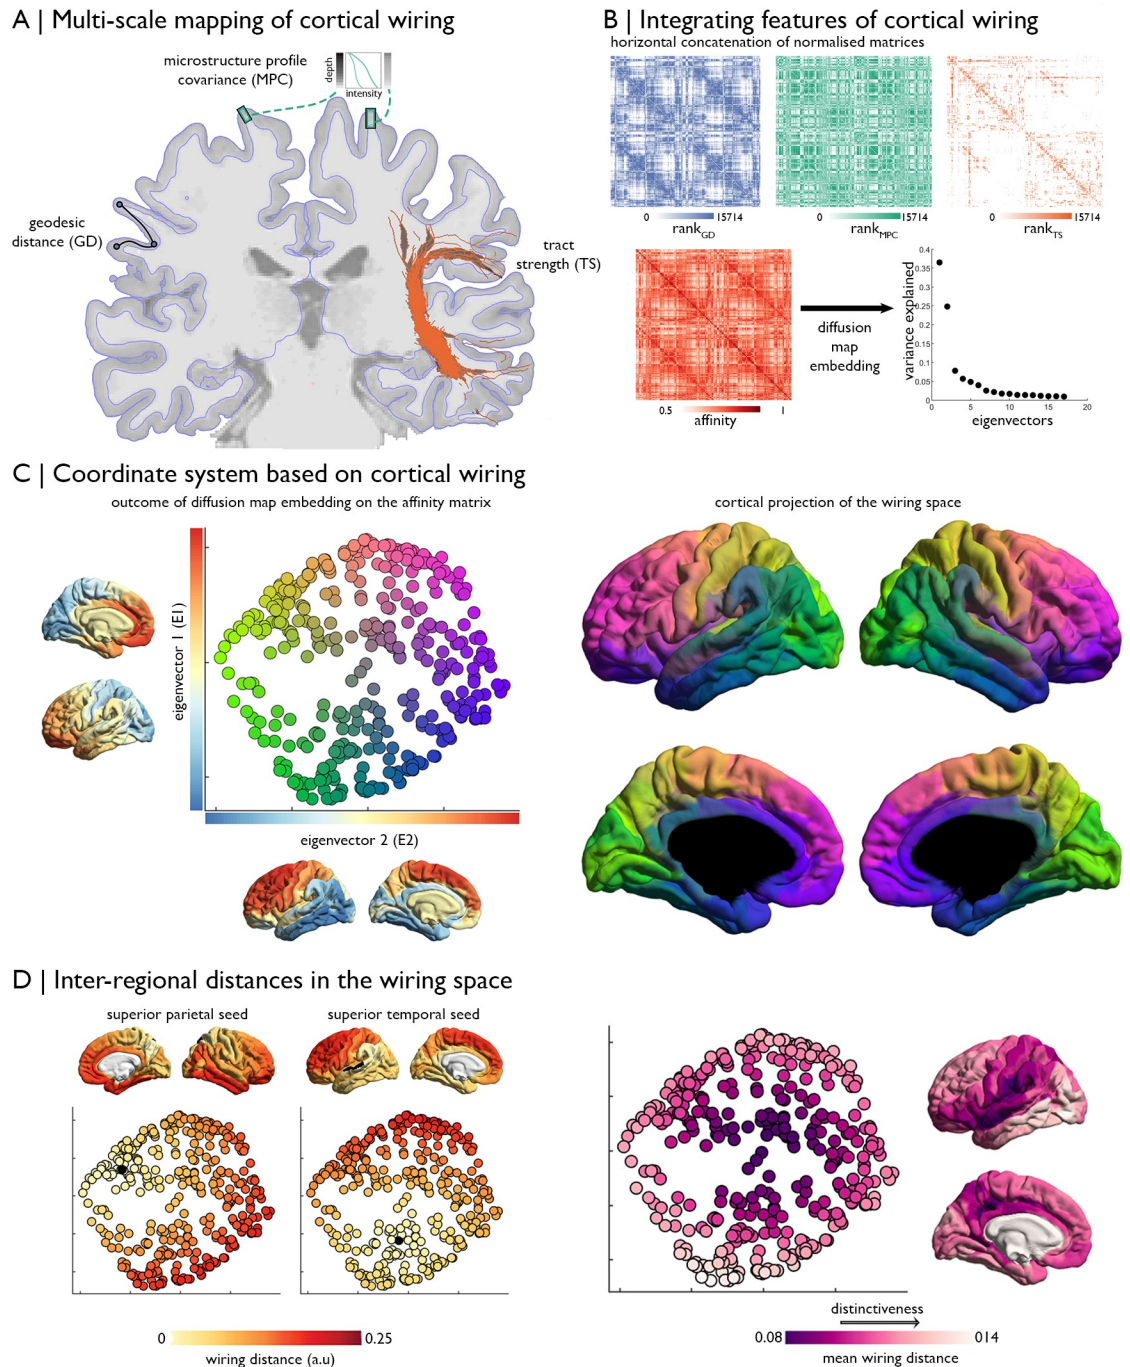 A | Multi-scale mapping of cortical wiring
microstructure profile
covariance (MPC)
depth
intensity
geodesic
distance (GD)
tract
strength (TS)
B | Integrating features of cortical wiring
horizontal concatenation of normalised matrices
0 15714
rankGD
0 15714
rankMPC
0 15714
rankTS
0.5 1
affinity
diffusion
map
embedding
variance explained
0.4
0.35
0.3
0.25
0.2
0.15
0.1
0.05
0
0 5 10 15 20
eigenvectors
C | Coordinate system based on cortical wiring
outcome of diffusion map embedding on the affinity matrix
eigenvector 1 (E1)
eigenvector 2 (E2)
cortical projection of the wiring space
D | Inter-regional distances in the wiring space
superior parietal seed
superior temporal seed
0 0.25
wiring distance (a.u)
distinctiveness
0.08 014
mean wiring distance